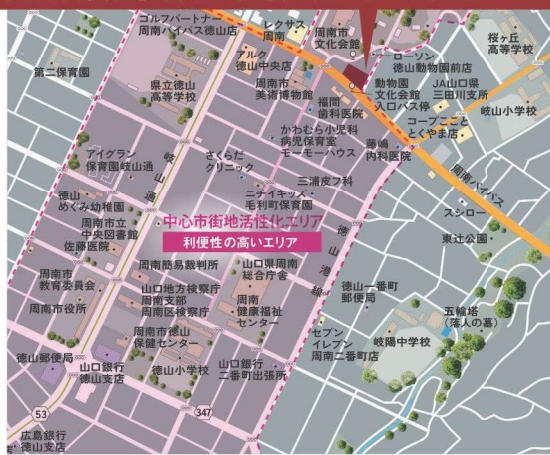 ゴルフパートナー
周南バイパス徳山店
レクサス
周南
周南市
文化会館
桜ヶ丘
高等学校
アルク
徳山中央店
ローソン
徳山動物園前店
第二保育園
県立徳山
高等学校
周南市
美術博物館
動物園
文化会館
入口バス停
JA山口県
三田川支所
福間
歯科医院
コープここと
とくやま店
岐山小学校
かわむら小児科
病児保育室
モーモーハウス
藤嶋
内科医院
アイグラン
保育園岐山通
岐山通
さくらだ
クリニック
周南バイパス
三浦皮フ科
徳山
めぐみ幼稚園
ニチイキッズ
毛利町保育園
スシロー
周南市立
中央図書館
中心市街地活性化エリア
徳山港線
佐藤医院
利便性の高いエリア
東辻公園
周南市
教育委員会
周南簡易裁判所
山口県周南
総合庁舎
山口地方検察庁
周南支部
周南区検察庁
徳山一番町
郵便局
周南市役所
周南
健康福祉
センター
五輪塔
(落人の墓)
周南市徳山
保健センター
セブン
イレブン
周南二番町店
岐陽中学校
徳山郵便局
山口銀行
徳山支店
徳山小学校
山口銀行
二番町出張所
53
347
広島銀行
徳山支店